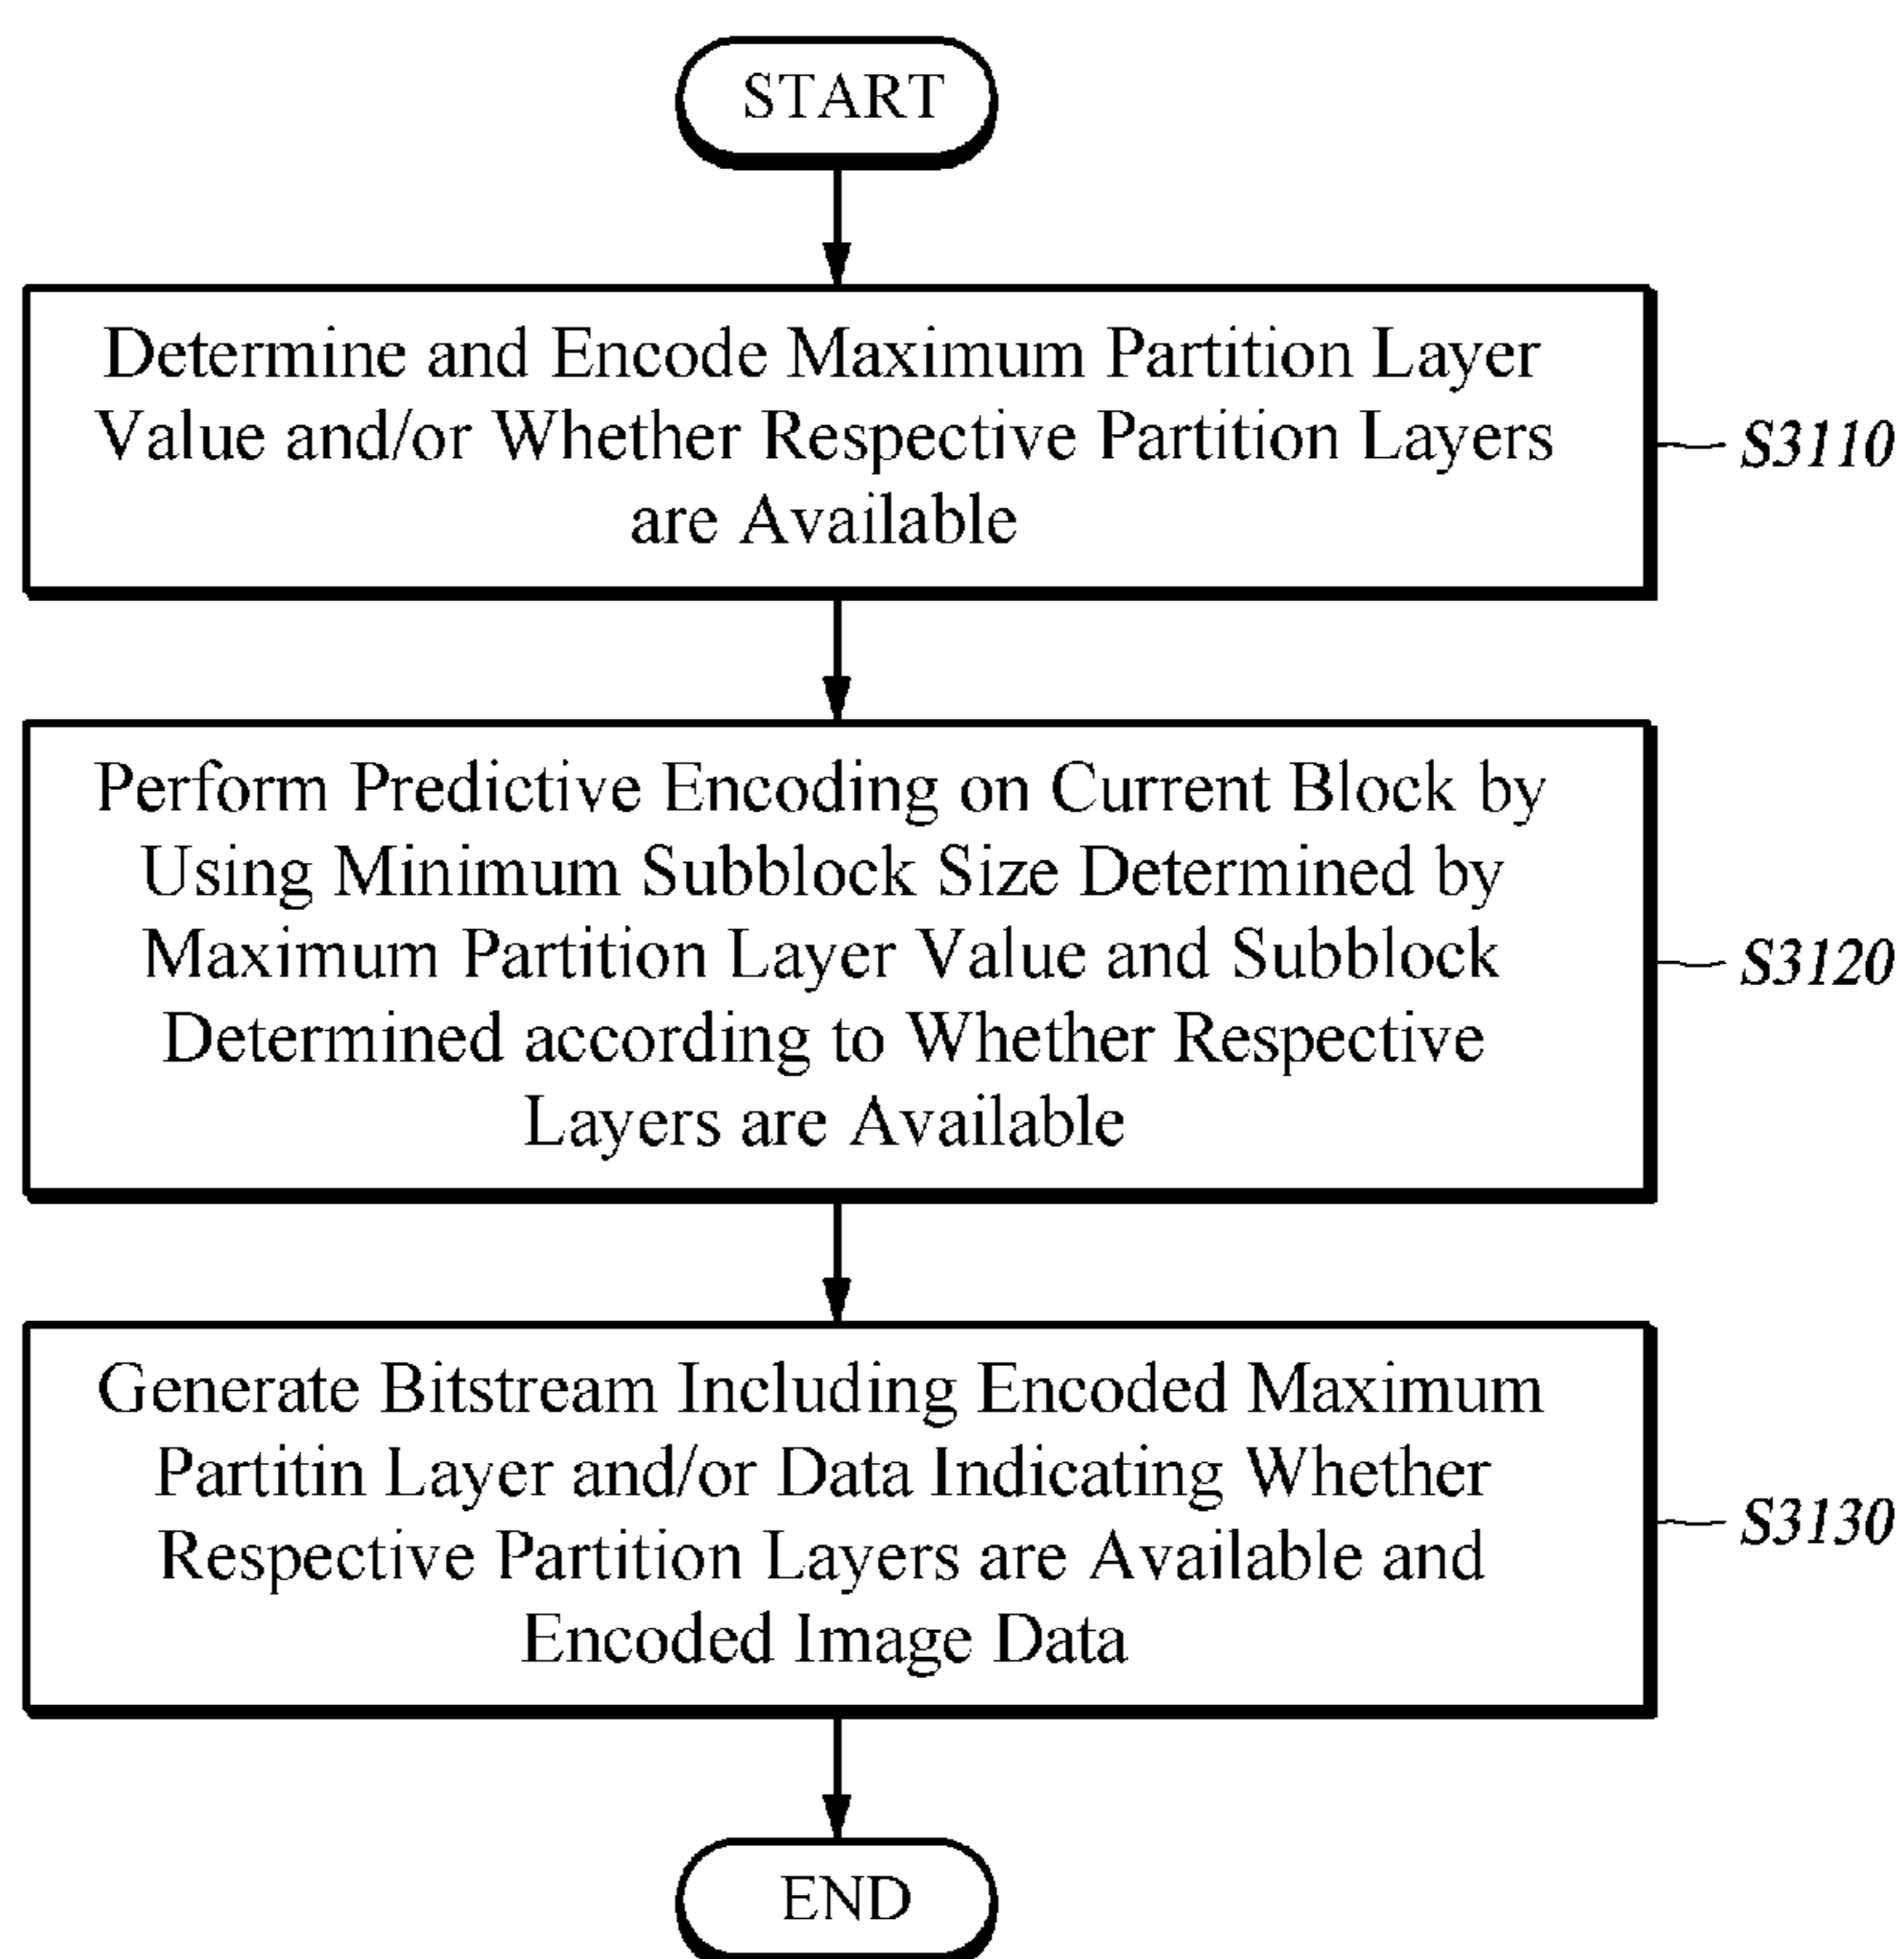 START
Determine and Encode Maximum Partition Layer
Value and/or Whether Respective Partition Layers
are Available
S3110
Perform Predictive Encoding on Current Block by
Using Minimum Subblock Size Determined by
Maximum Partition Layer Value and Subblock
Determined according to Whether Respective
Layers are Available
S3120
Generate Bitstream Including Encoded Maximum
Partitin Layer and/or Data Indicating Whether
Respective Partition Layers are Available and
Encoded Image Data
S3130
END